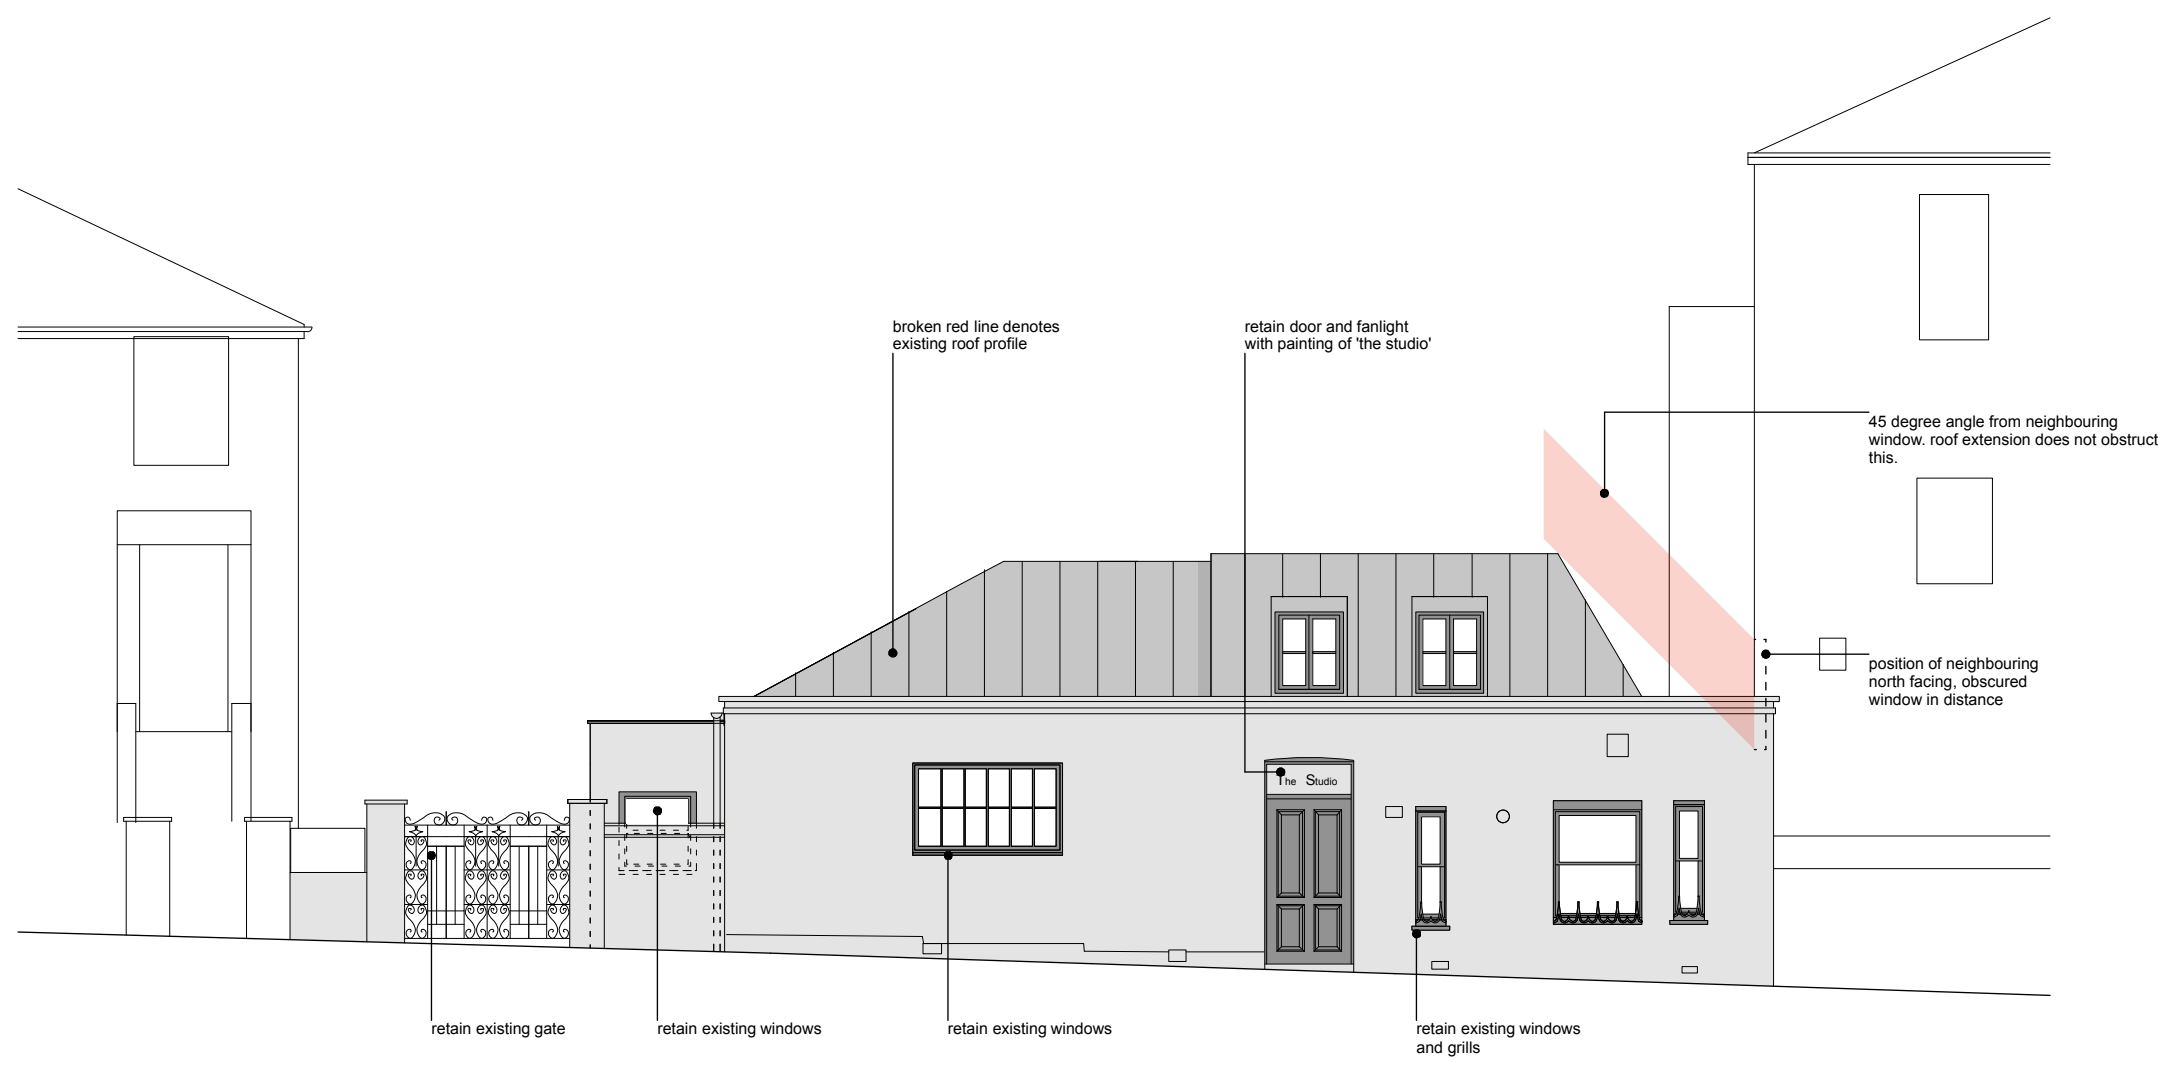 broken red line denotes
existing roof profile
retain door and fanlight
with painting of 'the studio'
45 degree angle from neighbouring
window. roof extension does not obstruct
this.
position of neighbouring
north facing, obscured
window in distance
The Studio
retain existing gate
retain existing windows
retain existing windows
retain existing windows
and grills